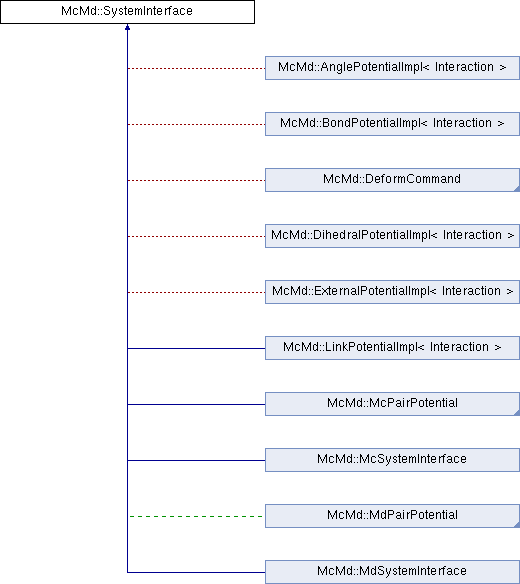 McMd::SystemInterface
McMd::AnglePotentialImpl< Interaction >
McMd::BondPotentialImpl< Interaction >
McMd::DeformCommand
McMd::DihedralPotentialImpl< Interaction >
McMd::ExternalPotentialImpl< Interaction >
McMd::LinkPotentialImpl< Interaction >
McMd::McPairPotential
McMd::McSystemInterface
McMd::MdPairPotential
McMd::MdSystemInterface